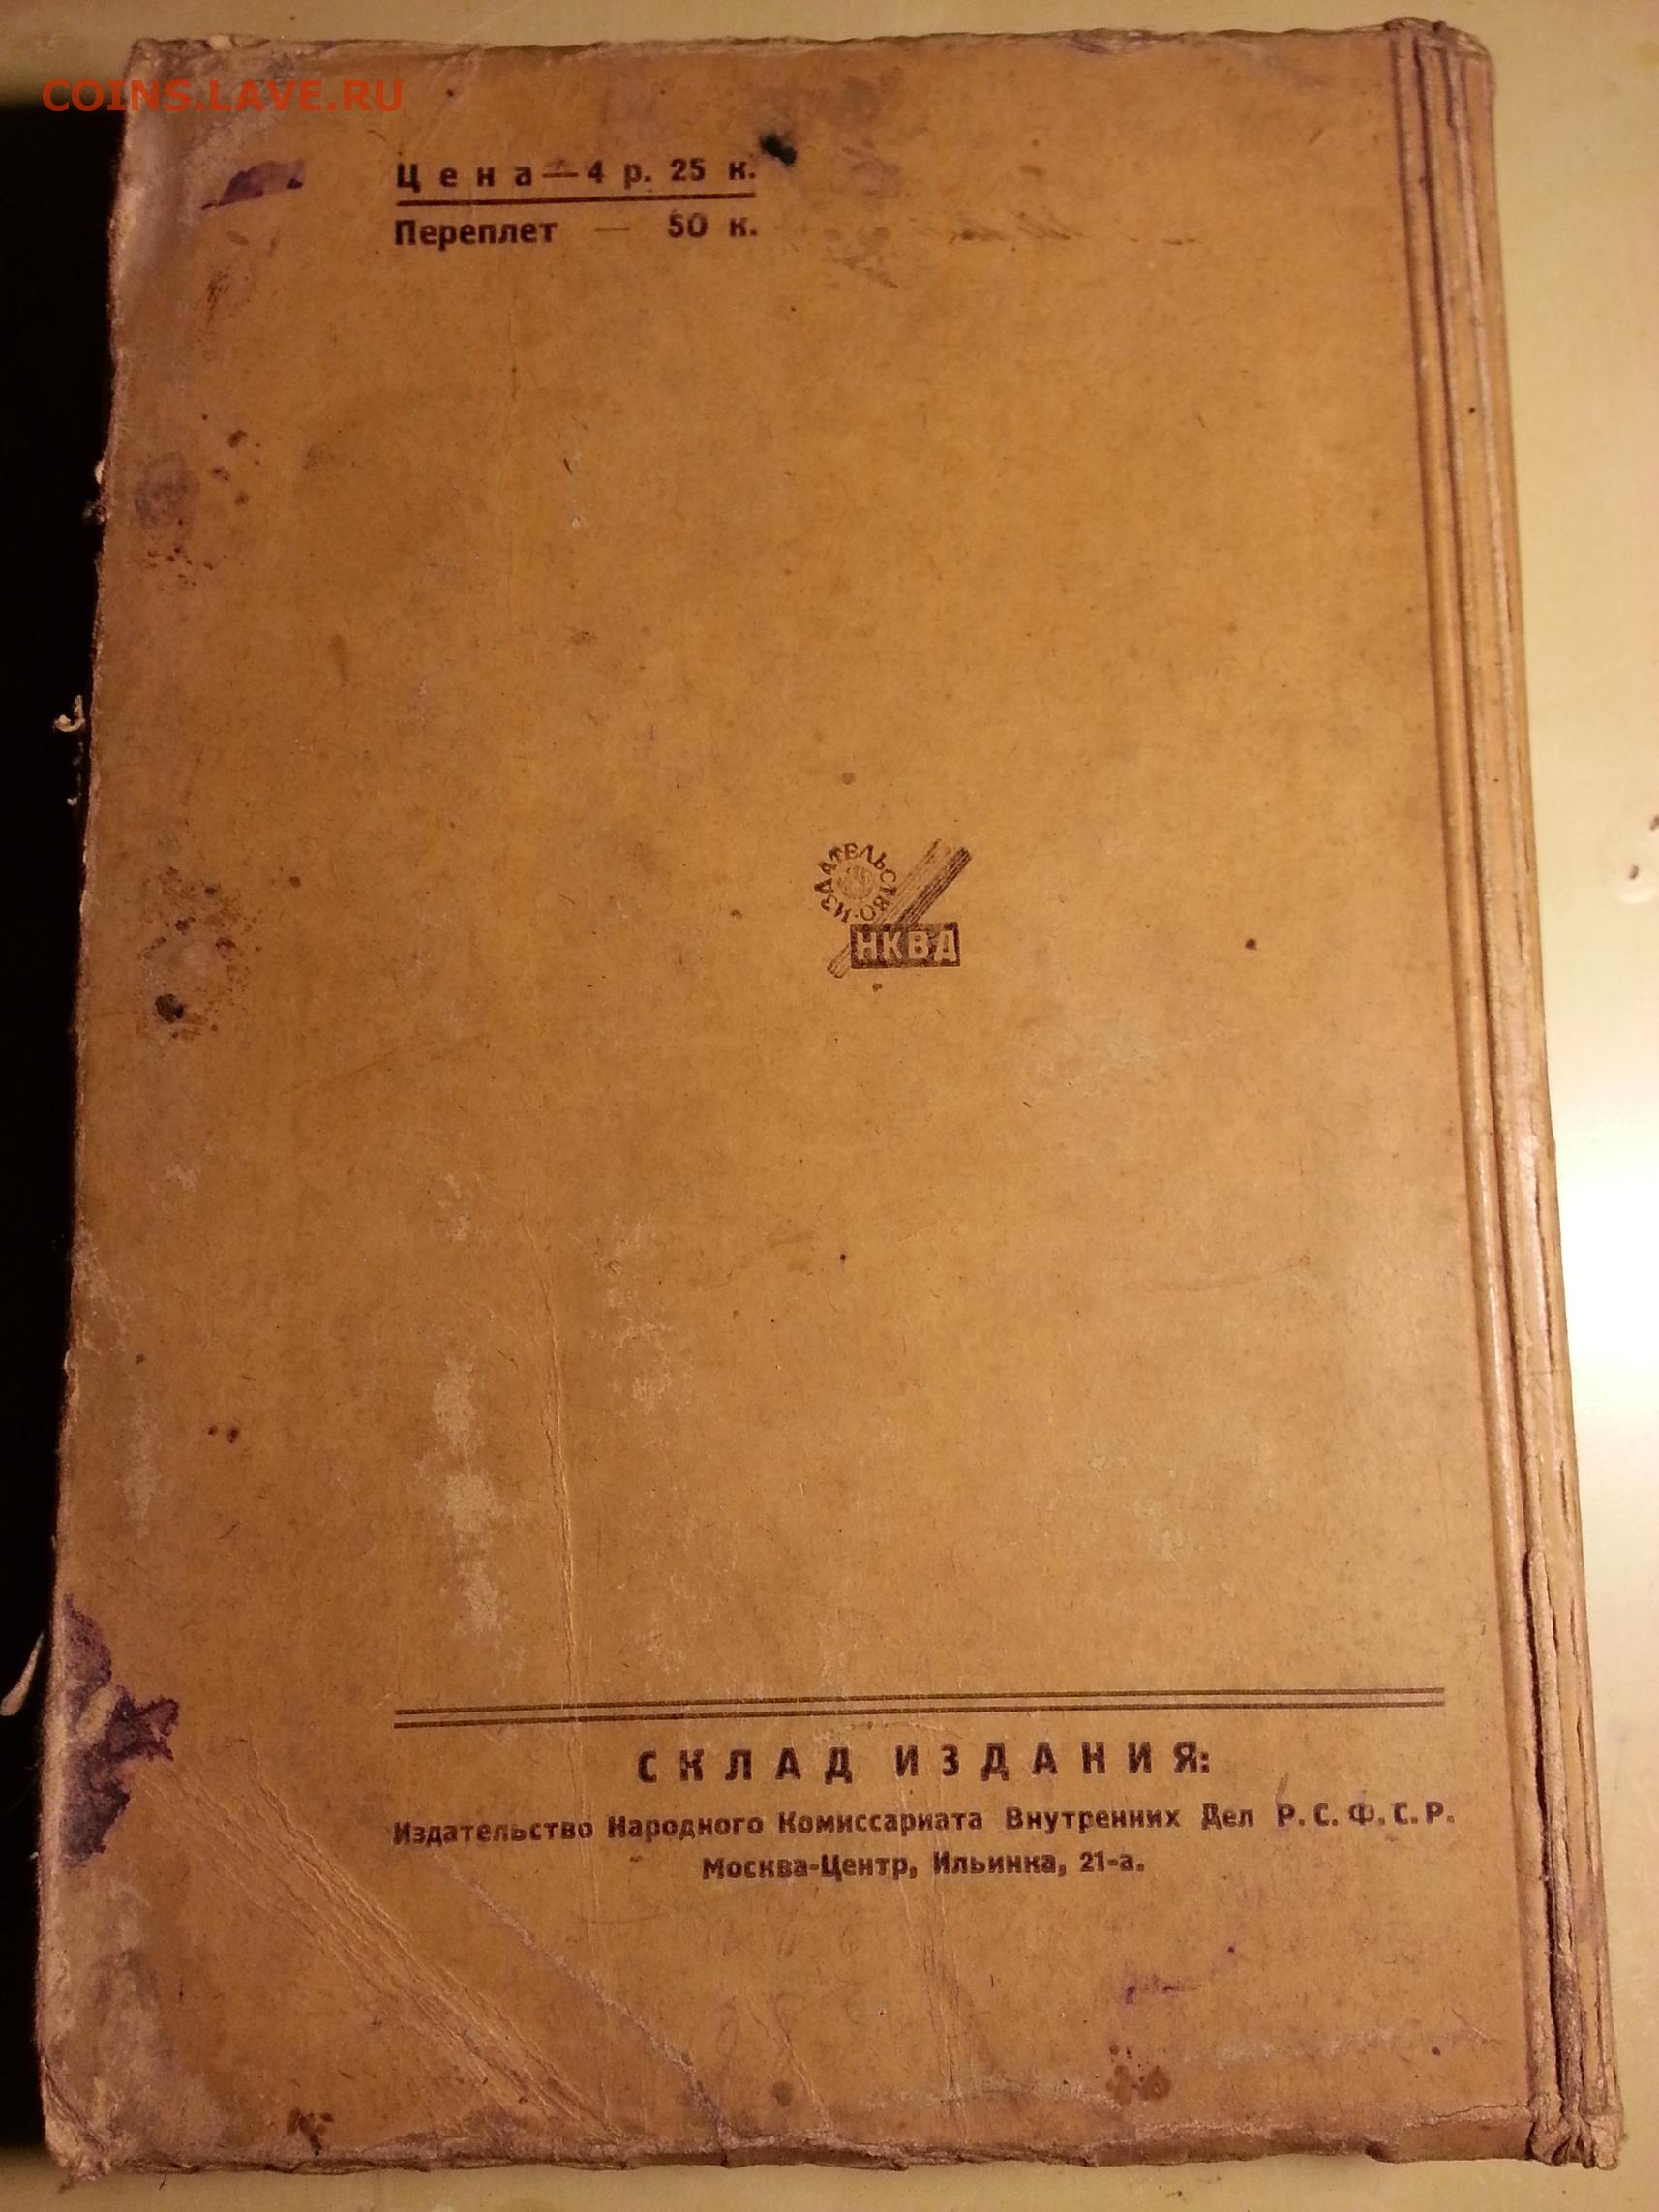 COINS.LAVE.RU
Цена — 4 р. 25 к.
Переплет — 50 к.
ИЗДАТЕЛЬСТВО
НКВД
СКЛАД ИЗДАНИЯ:
Издательство Народного Комиссариата Внутренних Дел Р.С.Ф.С.Р.
Москва-Центр, Ильинка, 21-а.